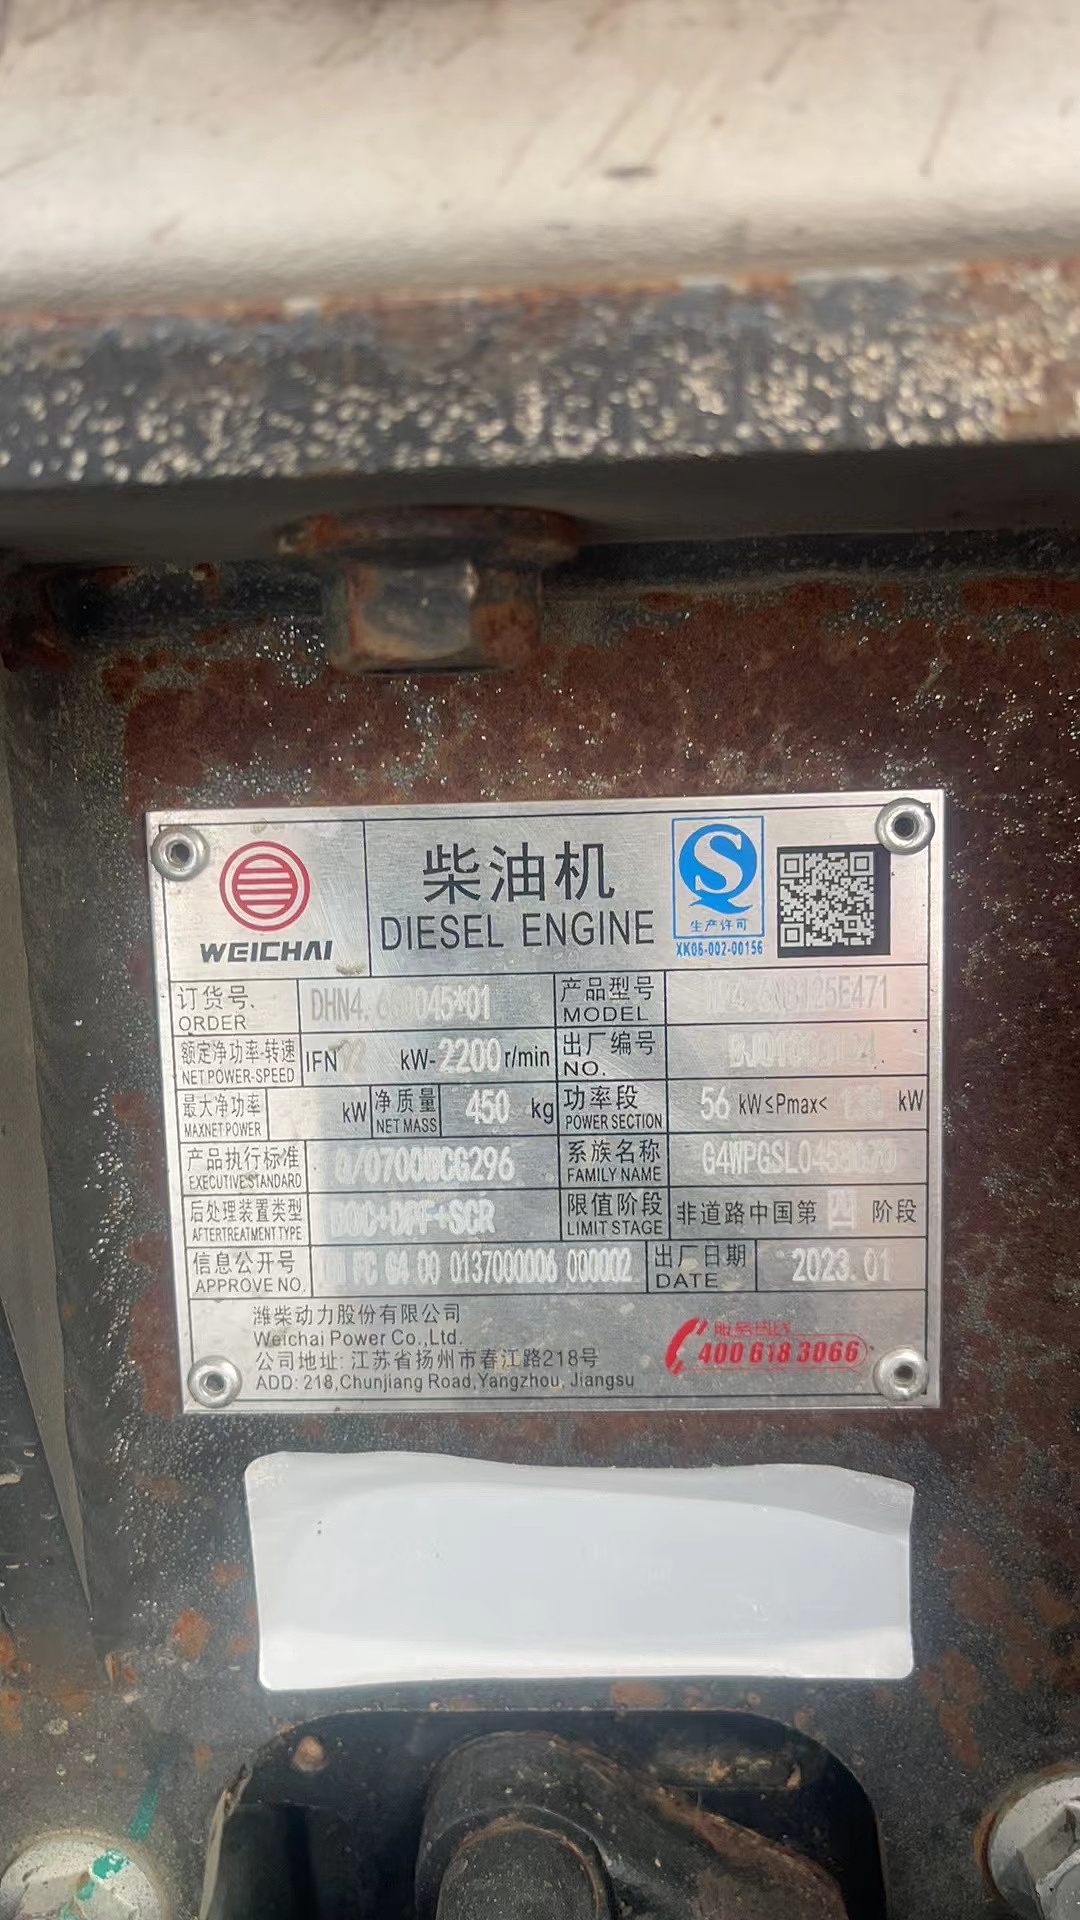 WEICHAI
柴油机
DIESEL ENGINE
生产许可
XK06-002-00156
订货号
ORDER
产品型号
MODEL
额定净功率-转速
NET POWER-SPEED
IFN kW-2200 r/min
出厂编号
NO.
最大净功率
MAXNET POWER
kW
净质量
NET MASS
450 kg
功率段
POWER SECTION
56 kW≤Pmax< kW
产品执行标准
EXECUTIVE STANDARD
系族名称
FAMILY NAME
后处理装置类型
AFTERTREATMENT TYPE
限值阶段
LIMIT STAGE
非道路中国第四阶段
信息公开号
APPROVE NO.
0137000006 000002
出厂日期
DATE
2023.01
潍柴动力股份有限公司
Weichai Power Co.,Ltd.
公司地址: 江苏省扬州市春江路218号
ADD: 218,Chunjiang Road,Yangzhou, Jiangsu
服务热线
400 618 3066